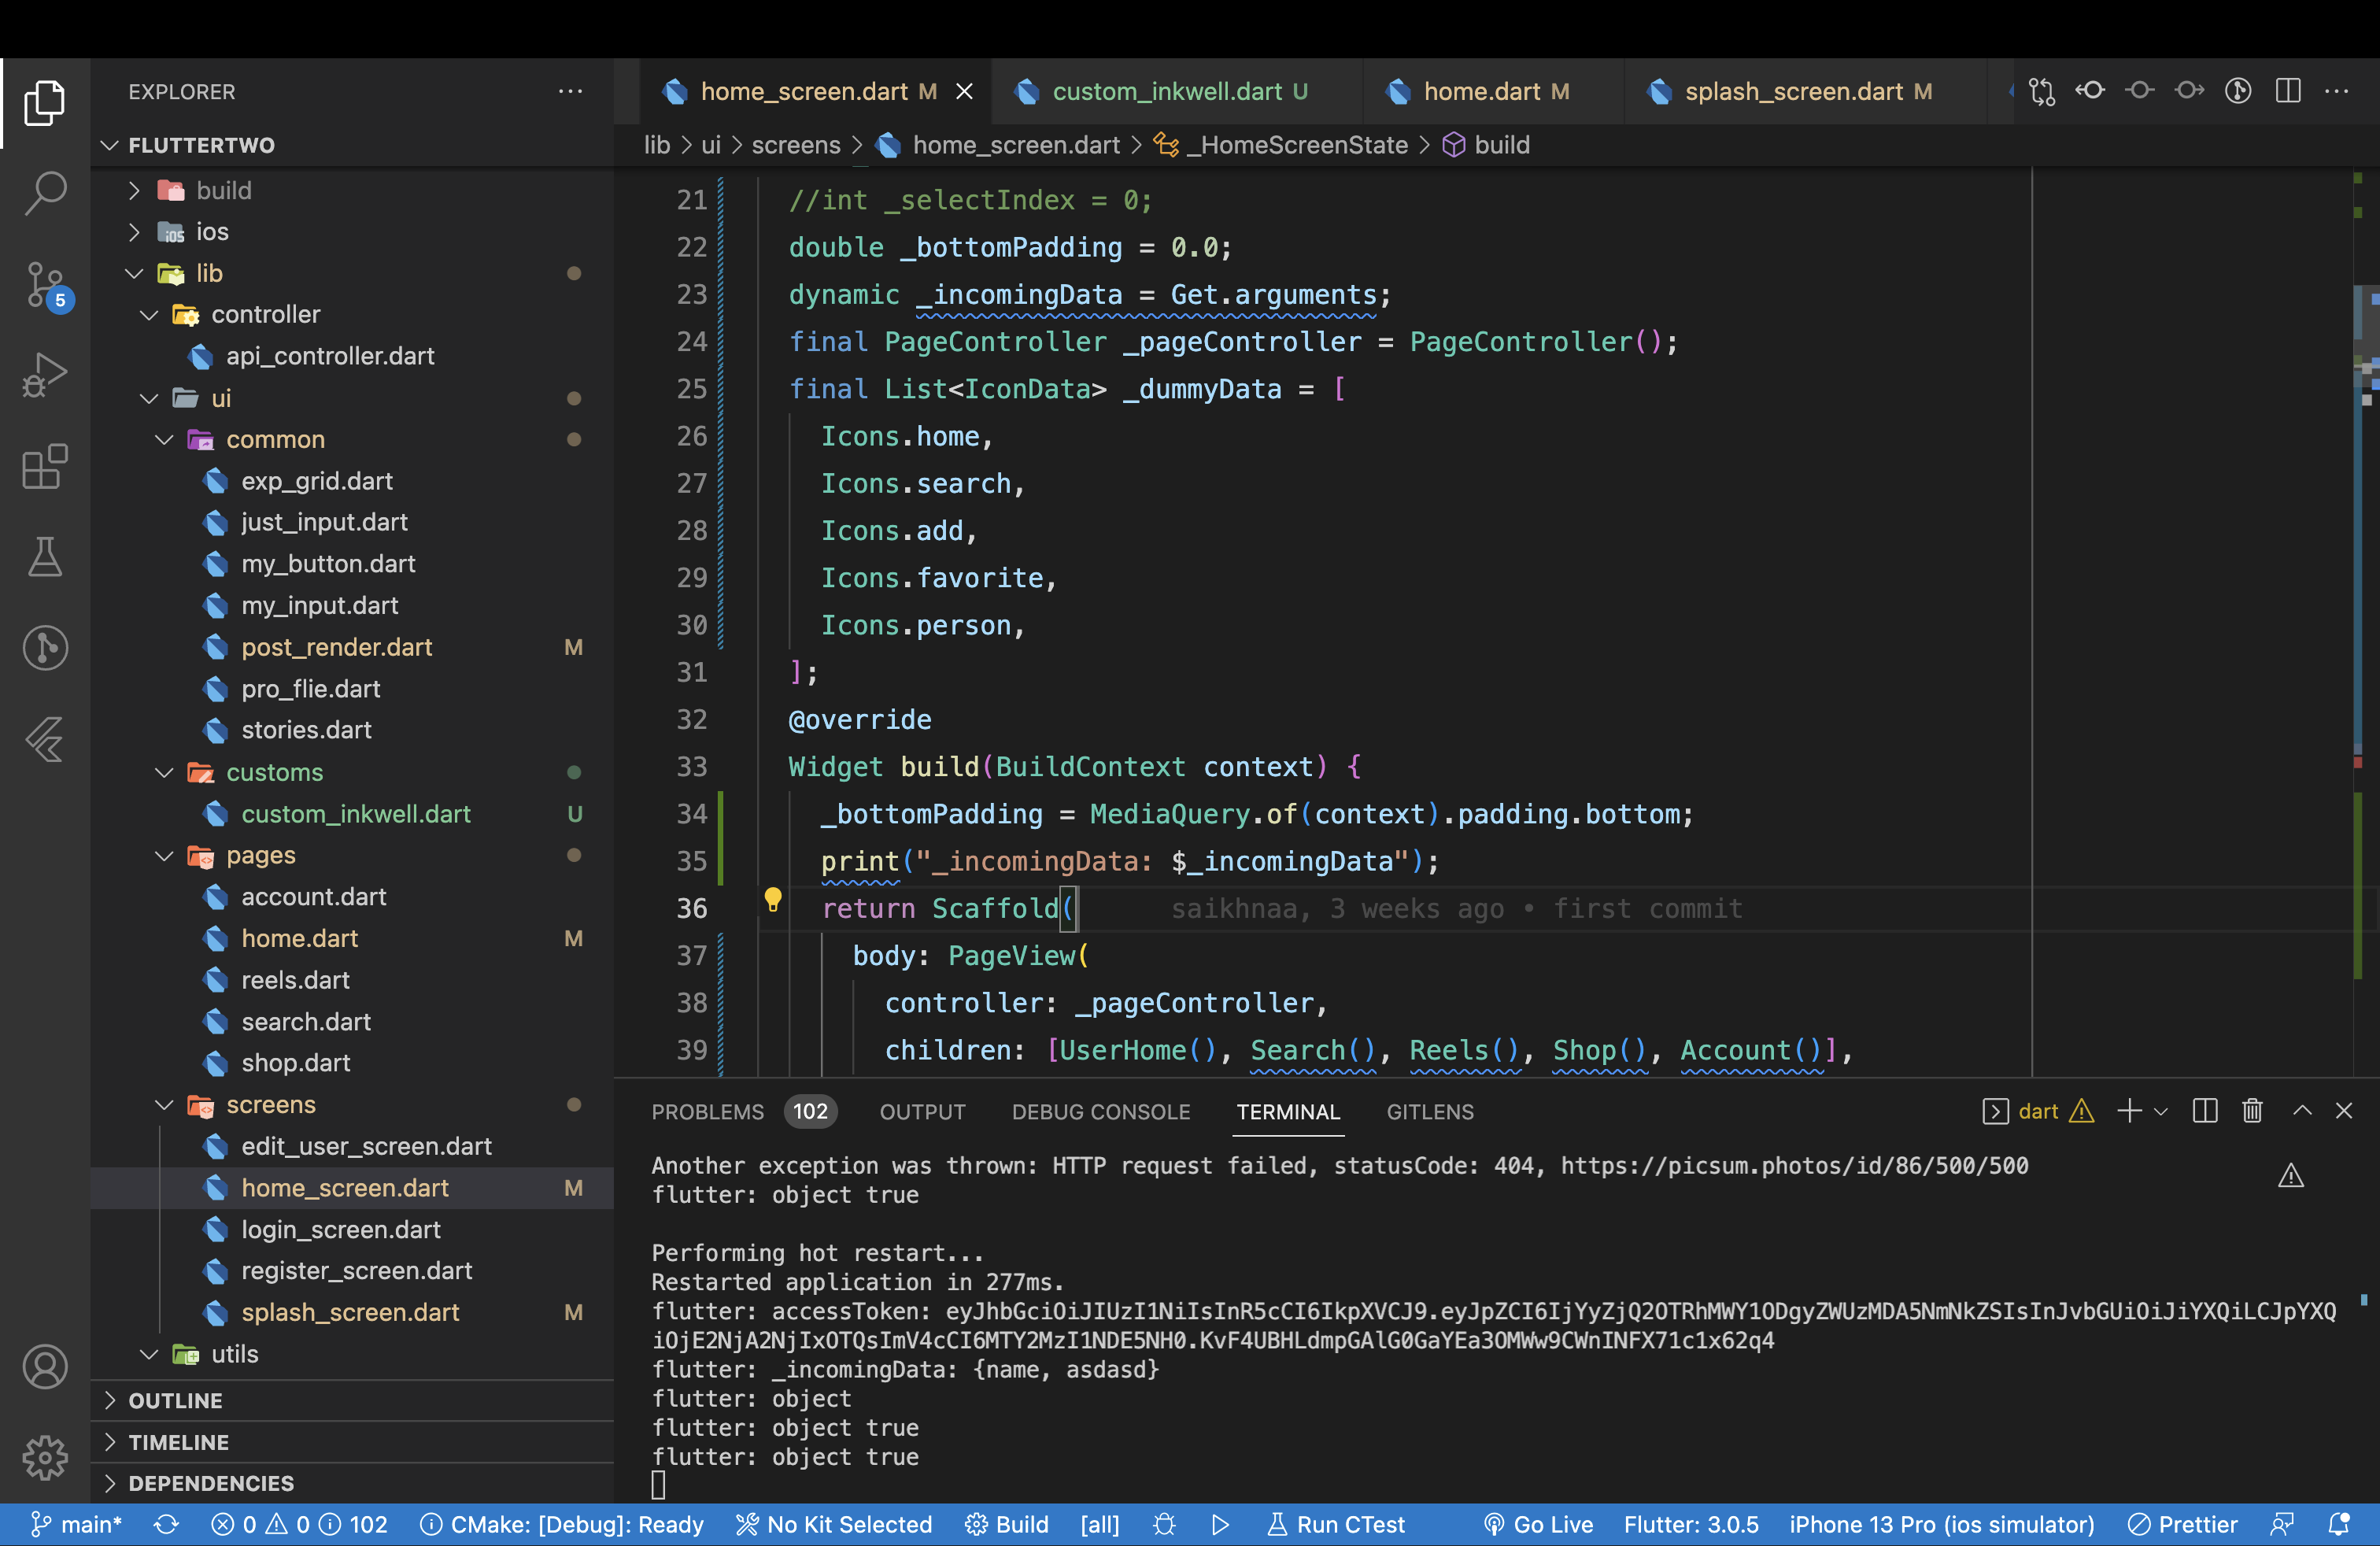 EXPLORER
FLUTTERTWO
build
ios
lib
controller
api_controller.dart
ui
common
exp_grid.dart
just_input.dart
my_button.dart
my_input.dart
post_render.dart M
pro_flie.dart
stories.dart
customs
custom_inkwell.dart U
pages
account.dart
home.dart M
reels.dart
search.dart
shop.dart
screens
edit_user_screen.dart
home_screen.dart M
login_screen.dart
register_screen.dart
splash_screen.dart M
utils
OUTLINE
TIMELINE
DEPENDENCIES
5
home_screen.dart M custom_inkwell.dart U home.dart M splash_screen.dart M
lib > ui > screens > home_screen.dart > _HomeScreenState > build
21 //int _selectIndex = 0;
22 double _bottomPadding = 0.0;
23 dynamic _incomingData = Get.arguments;
24 final PageController _pageController = PageController();
25 final List<IconData> _dummyData = [
26 Icons.home,
27 Icons.search,
28 Icons.add,
29 Icons.favorite,
30 Icons.person,
31 ];
32 @override
33 Widget build(BuildContext context) {
34 _bottomPadding = MediaQuery.of(context).padding.bottom;
35 print("_incomingData: $_incomingData");
36 return Scaffold( saikhnaa, 3 weeks ago • first commit
37 body: PageView(
38 controller: _pageController,
39 children: [UserHome(), Search(), Reels(), Shop(), Account()],
PROBLEMS 102 OUTPUT DEBUG CONSOLE TERMINAL GITLENS dart
Another exception was thrown: HTTP request failed, statusCode: 404, https://picsum.photos/id/86/500/500
flutter: object true
Performing hot restart...
Restarted application in 277ms.
flutter: accessToken: eyJhbGciOiJIUzI1NiIsInR5cCI6IkpXVCJ9.eyJpZCI6IjYyZjQ2OTRhMWY1ODgyZWUzMDA5NmNkZSIsInJvbGUiOiJiYXQiLCJpYXQ
iOjE2NjA2NjIxOTQsImV4cCI6MTY2MzI1NDE5NH0.KvF4UBHLdmpGAlG0GaYEa3OMWw9CWnINFX71c1x62q4
flutter: _incomingData: {name, asdasd}
flutter: object
flutter: object true
flutter: object true
main* 0 0 102 CMake: [Debug]: Ready No Kit Selected Build [all] Run CTest Go Live Flutter: 3.0.5 iPhone 13 Pro (ios simulator) Prettier